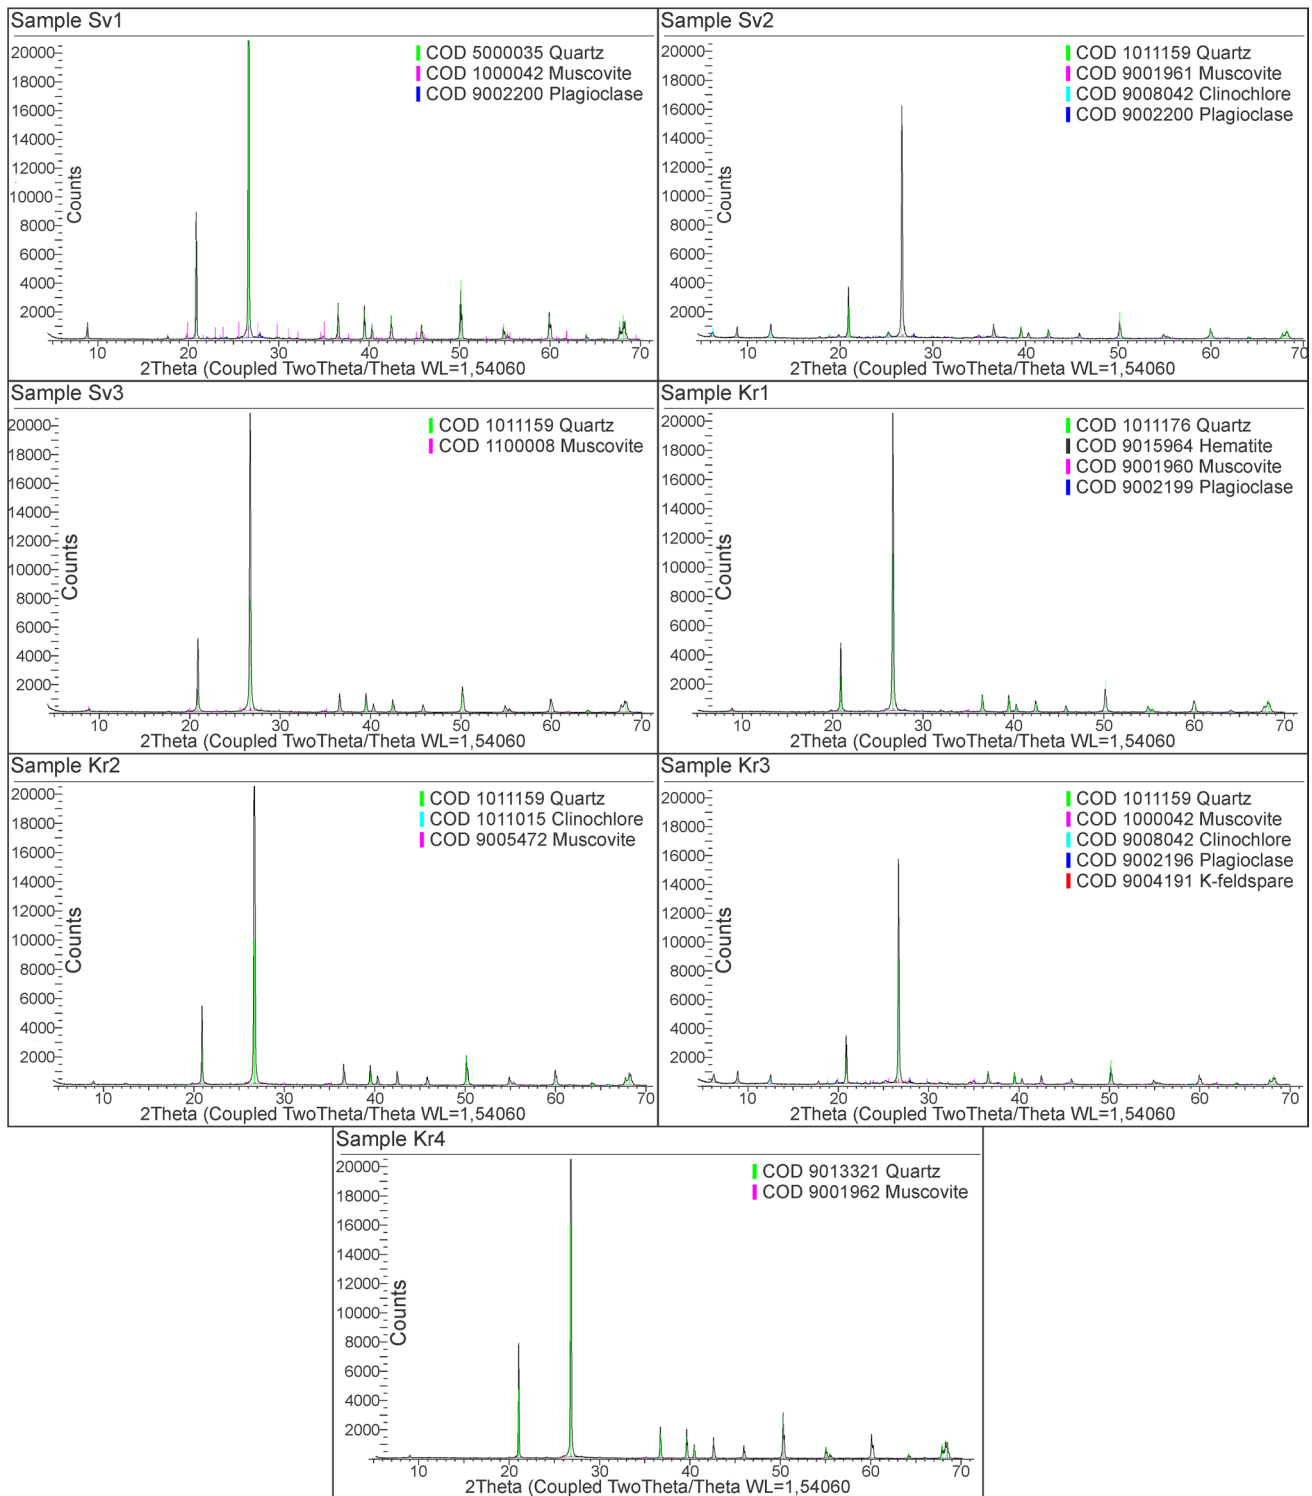 Sample Sv1
20000
18000
16000
14000
12000
10000
8000
6000
4000
2000
Counts
COD 5000035 Quartz
COD 1000042 Muscovite
COD 9002200 Plagioclase
10 20 30 40 50 60 70
2Theta (Coupled TwoTheta/Theta WL=1,54060
Sample Sv2
20000
18000
16000
14000
12000
10000
8000
6000
4000
2000
Counts
COD 1011159 Quartz
COD 9001961 Muscovite
COD 9008042 Clinochlore
COD 9002200 Plagioclase
10 20 30 40 50 60 70
2Theta (Coupled TwoTheta/Theta WL=1,54060
Sample Sv3
20000
18000
16000
14000
12000
10000
8000
6000
4000
2000
Counts
COD 1011159 Quartz
COD 1100008 Muscovite
10 20 30 40 50 60 70
2Theta (Coupled TwoTheta/Theta WL=1,54060
Sample Kr1
20000
18000
16000
14000
12000
10000
8000
6000
4000
2000
Counts
COD 1011176 Quartz
COD 9015964 Hematite
COD 9001960 Muscovite
COD 9002199 Plagioclase
10 20 30 40 50 60 70
2Theta (Coupled TwoTheta/Theta WL=1,54060
Sample Kr2
20000
18000
16000
14000
12000
10000
8000
6000
4000
2000
Counts
COD 1011159 Quartz
COD 1011015 Clinochlore
COD 9005472 Muscovite
10 20 30 40 50 60 70
2Theta (Coupled TwoTheta/Theta WL=1,54060
Sample Kr3
20000
18000
16000
14000
12000
10000
8000
6000
4000
2000
Counts
COD 1011159 Quartz
COD 1000042 Muscovite
COD 9008042 Clinochlore
COD 9002196 Plagioclase
COD 9004191 K-feldspare
10 20 30 40 50 60 70
2Theta (Coupled TwoTheta/Theta WL=1,54060
Sample Kr4
20000
18000
16000
14000
12000
10000
8000
6000
4000
2000
Counts
COD 9013321 Quartz
COD 9001962 Muscovite
10 20 30 40 50 60 70
2Theta (Coupled TwoTheta/Theta WL=1,54060